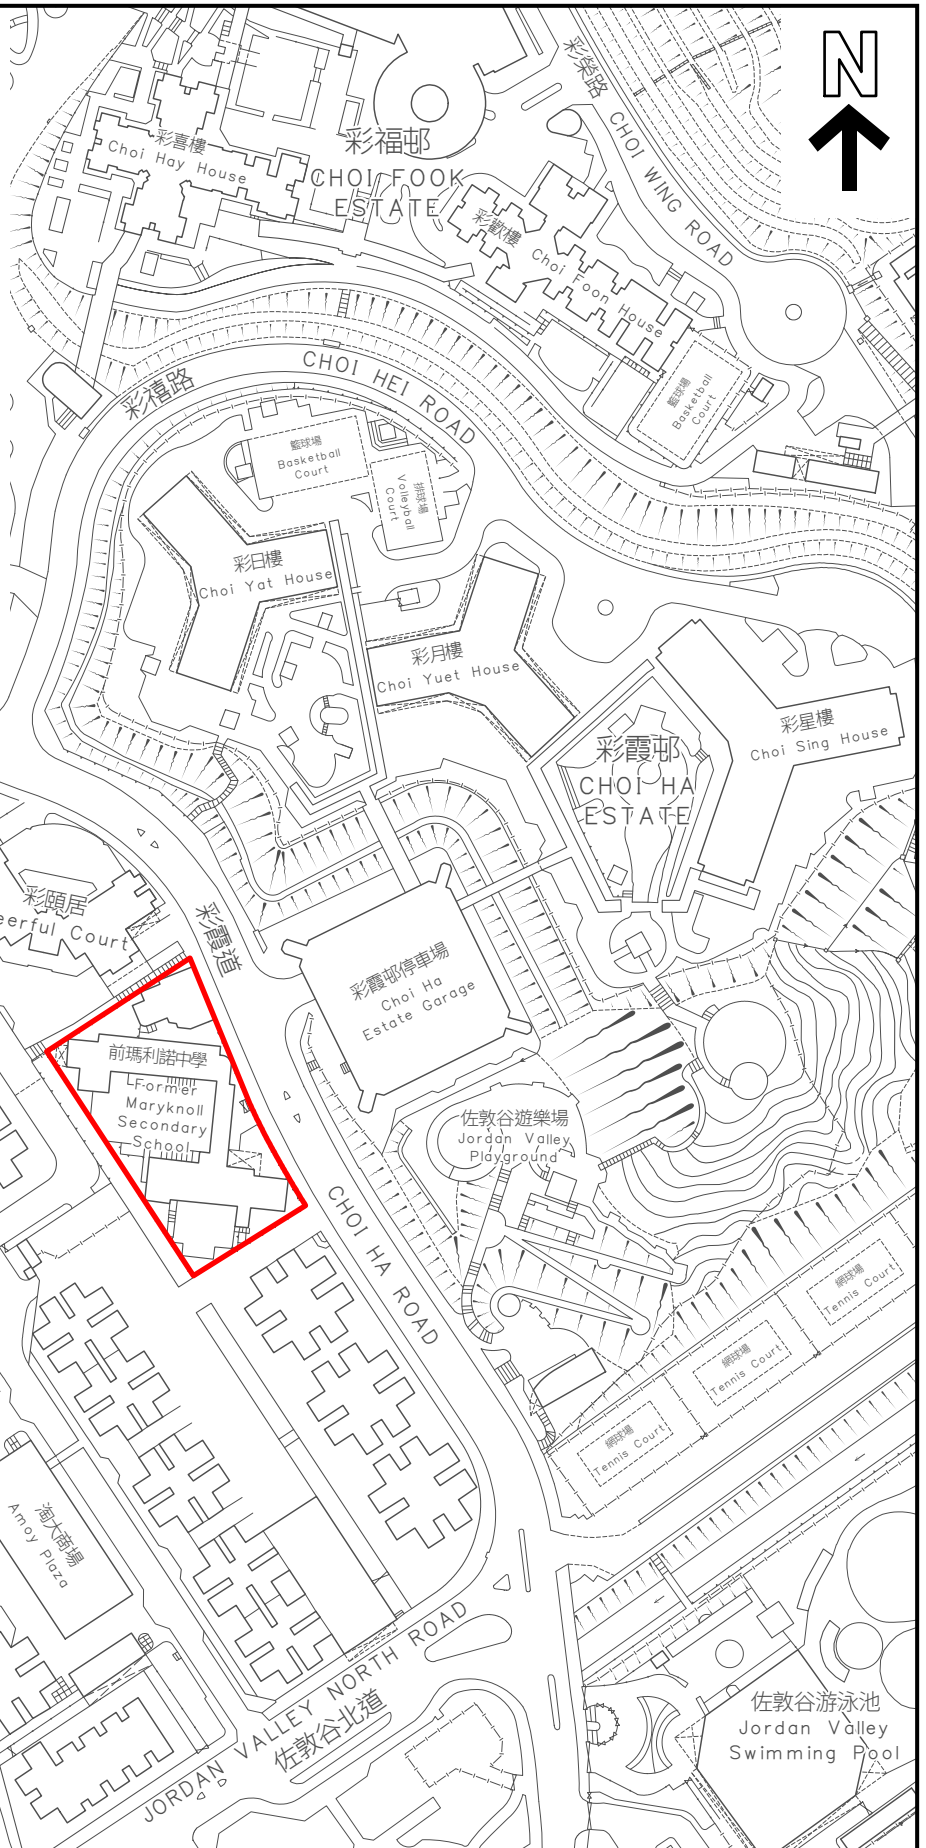 N
彩榮路
CHOI WING ROAD
彩喜樓
Choi Hay House
彩福邨
CHOI FOOK
ESTATE
彩歡樓
Choi Foon House
籃球場
Basketball
Court
彩禧路
CHOI HEI ROAD
籃球場
Basketball
Court
排球場
Volleyball
Court
彩日樓
Choi Yat House
彩月樓
Choi Yuet House
彩星樓
Choi Sing House
彩霞邨
CHOI HA
ESTATE
彩頤居
eerful Court
彩霞道
彩霞邨停車場
Choi Ha
Estate Garage
前瑪利諾中學
Former
Maryknoll
Secondary
School
佐敦谷遊樂場
Jordan Valley
Playground
CHOI HA ROAD
網球場
Tennis Court
網球場
Tennis Court
網球場
Tennis Court
淘大商場
Amoy Plaza
JORDAN VALLEY NORTH ROAD
佐敦谷北道
佐敦谷游泳池
Jordan Valley
Swimming Pool